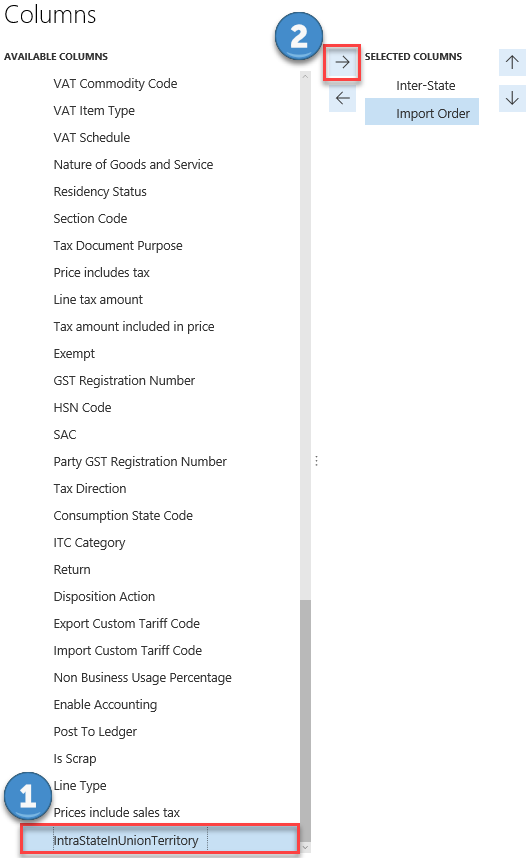 Columns
2
AVAILABLE COLUMNS
SELECTED COLUMNS
VAT Commodity Code
VAT Item Type
VAT Schedule
Nature of Goods and Service
Residency Status
Section Code
Tax Document Purpose
Price includes tax
Line tax amount
Tax amount included in price
Exempt
GST Registration Number
HSN Code
SAC
Party GST Registration Number
Tax Direction
Consumption State Code
ITC Category
Return
Disposition Action
Export Custom Tariff Code
Import Custom Tariff Code
Non Business Usage Percentage
Enable Accounting
Post To Ledger
Is Scrap
Line Type
1
Prices include sales tax
IntraStateInUnionTerritory
Inter-State
Import Order